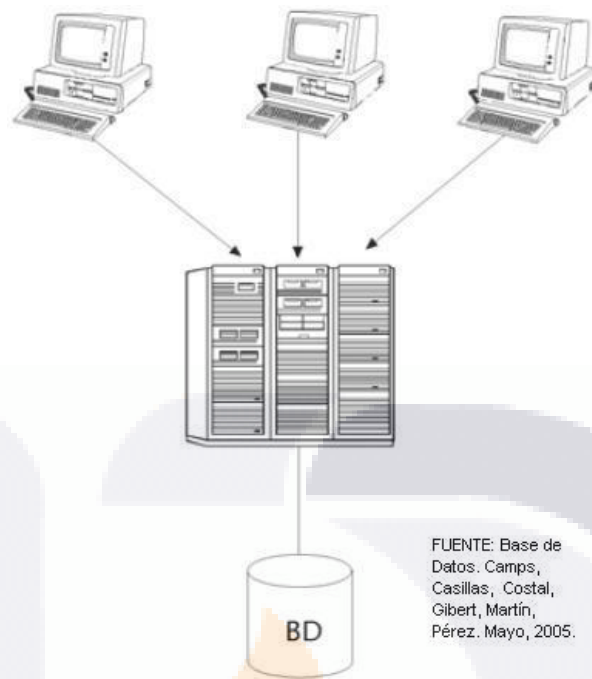 FUENTE: Base de
Datos. Camps,
Casillas, Costal,
Gibert, Martín,
Pérez. Mayo, 2005.
BD